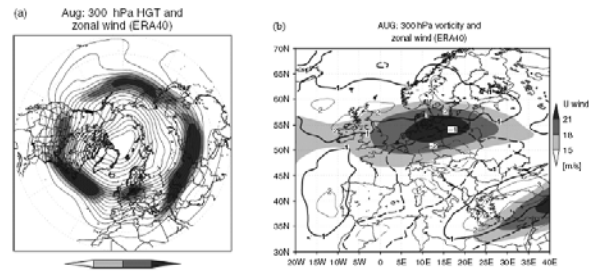 (a)
Aug: 300 hPa HGT and
zonal wind (ERA40)
(b)
AUG: 300 hPa vorticity and
zonal wind (ERA40)
70N
65N
60N
55N
50N
45N
40N
35N
30N
20W 15W 10W 5W 0 5E 10E 15E 20E 25E 30E 35E 40E
U wind
21
18
15
[m/s]